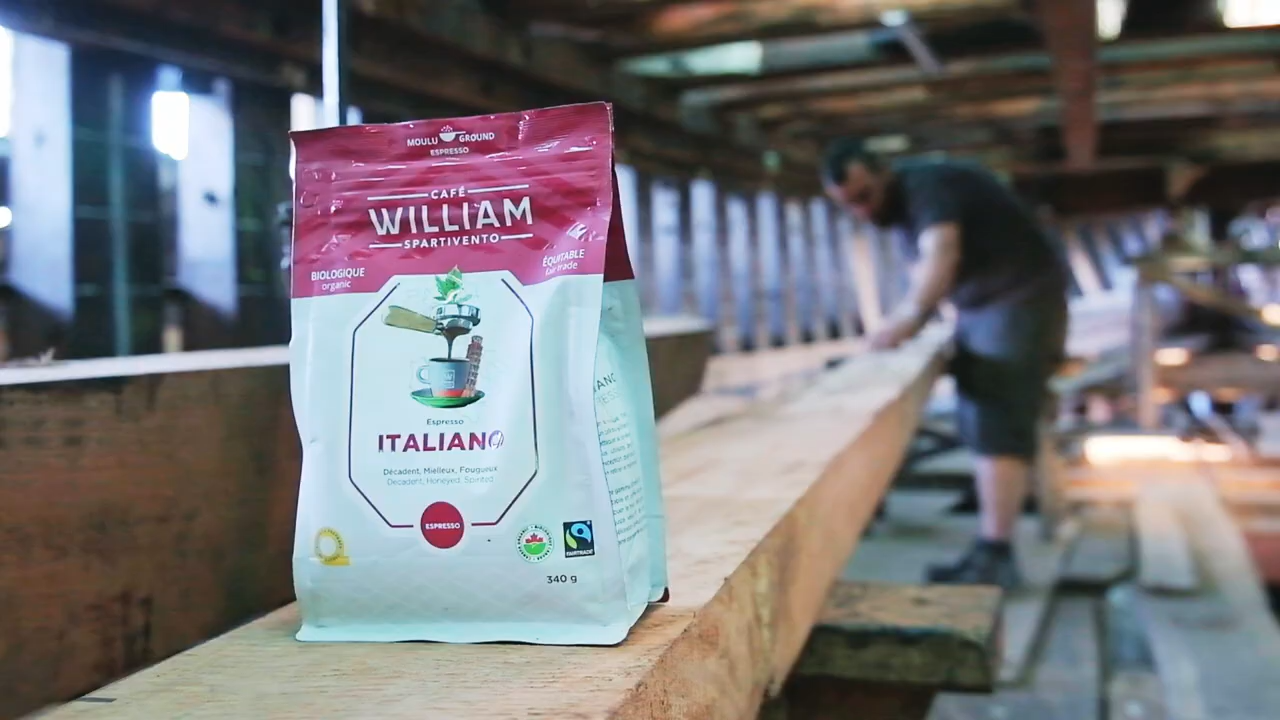 MOULU GROUND
ESPRESSO
CAFÉ
WILLIAM
SPARTIVENTO
BIOLOGIQUE
organic
ÉQUITABLE
fair trade
Espresso
ITALIANO
Décadent, Mielleux, Fougueux
Decadent, Honeyed, Spirited
ESPRESSO
FAIRTRADE
340 g